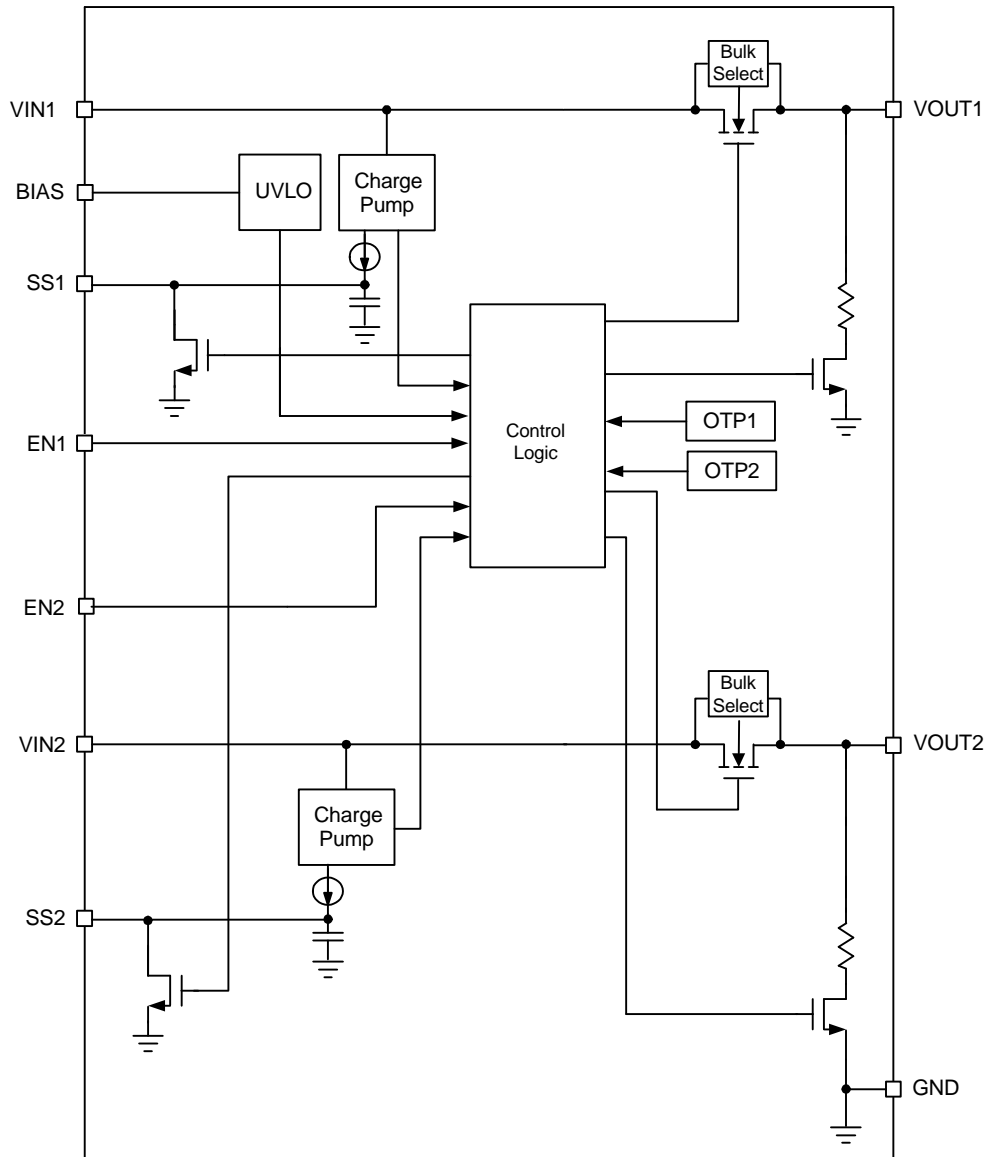 Bulk
Select
VIN1
VOUT1
BIAS
UVLO
Charge
Pump
SS1
Control
Logic
OTP1
EN1
OTP2
EN2
Bulk
Select
VIN2
VOUT2
Charge
Pump
SS2
GND